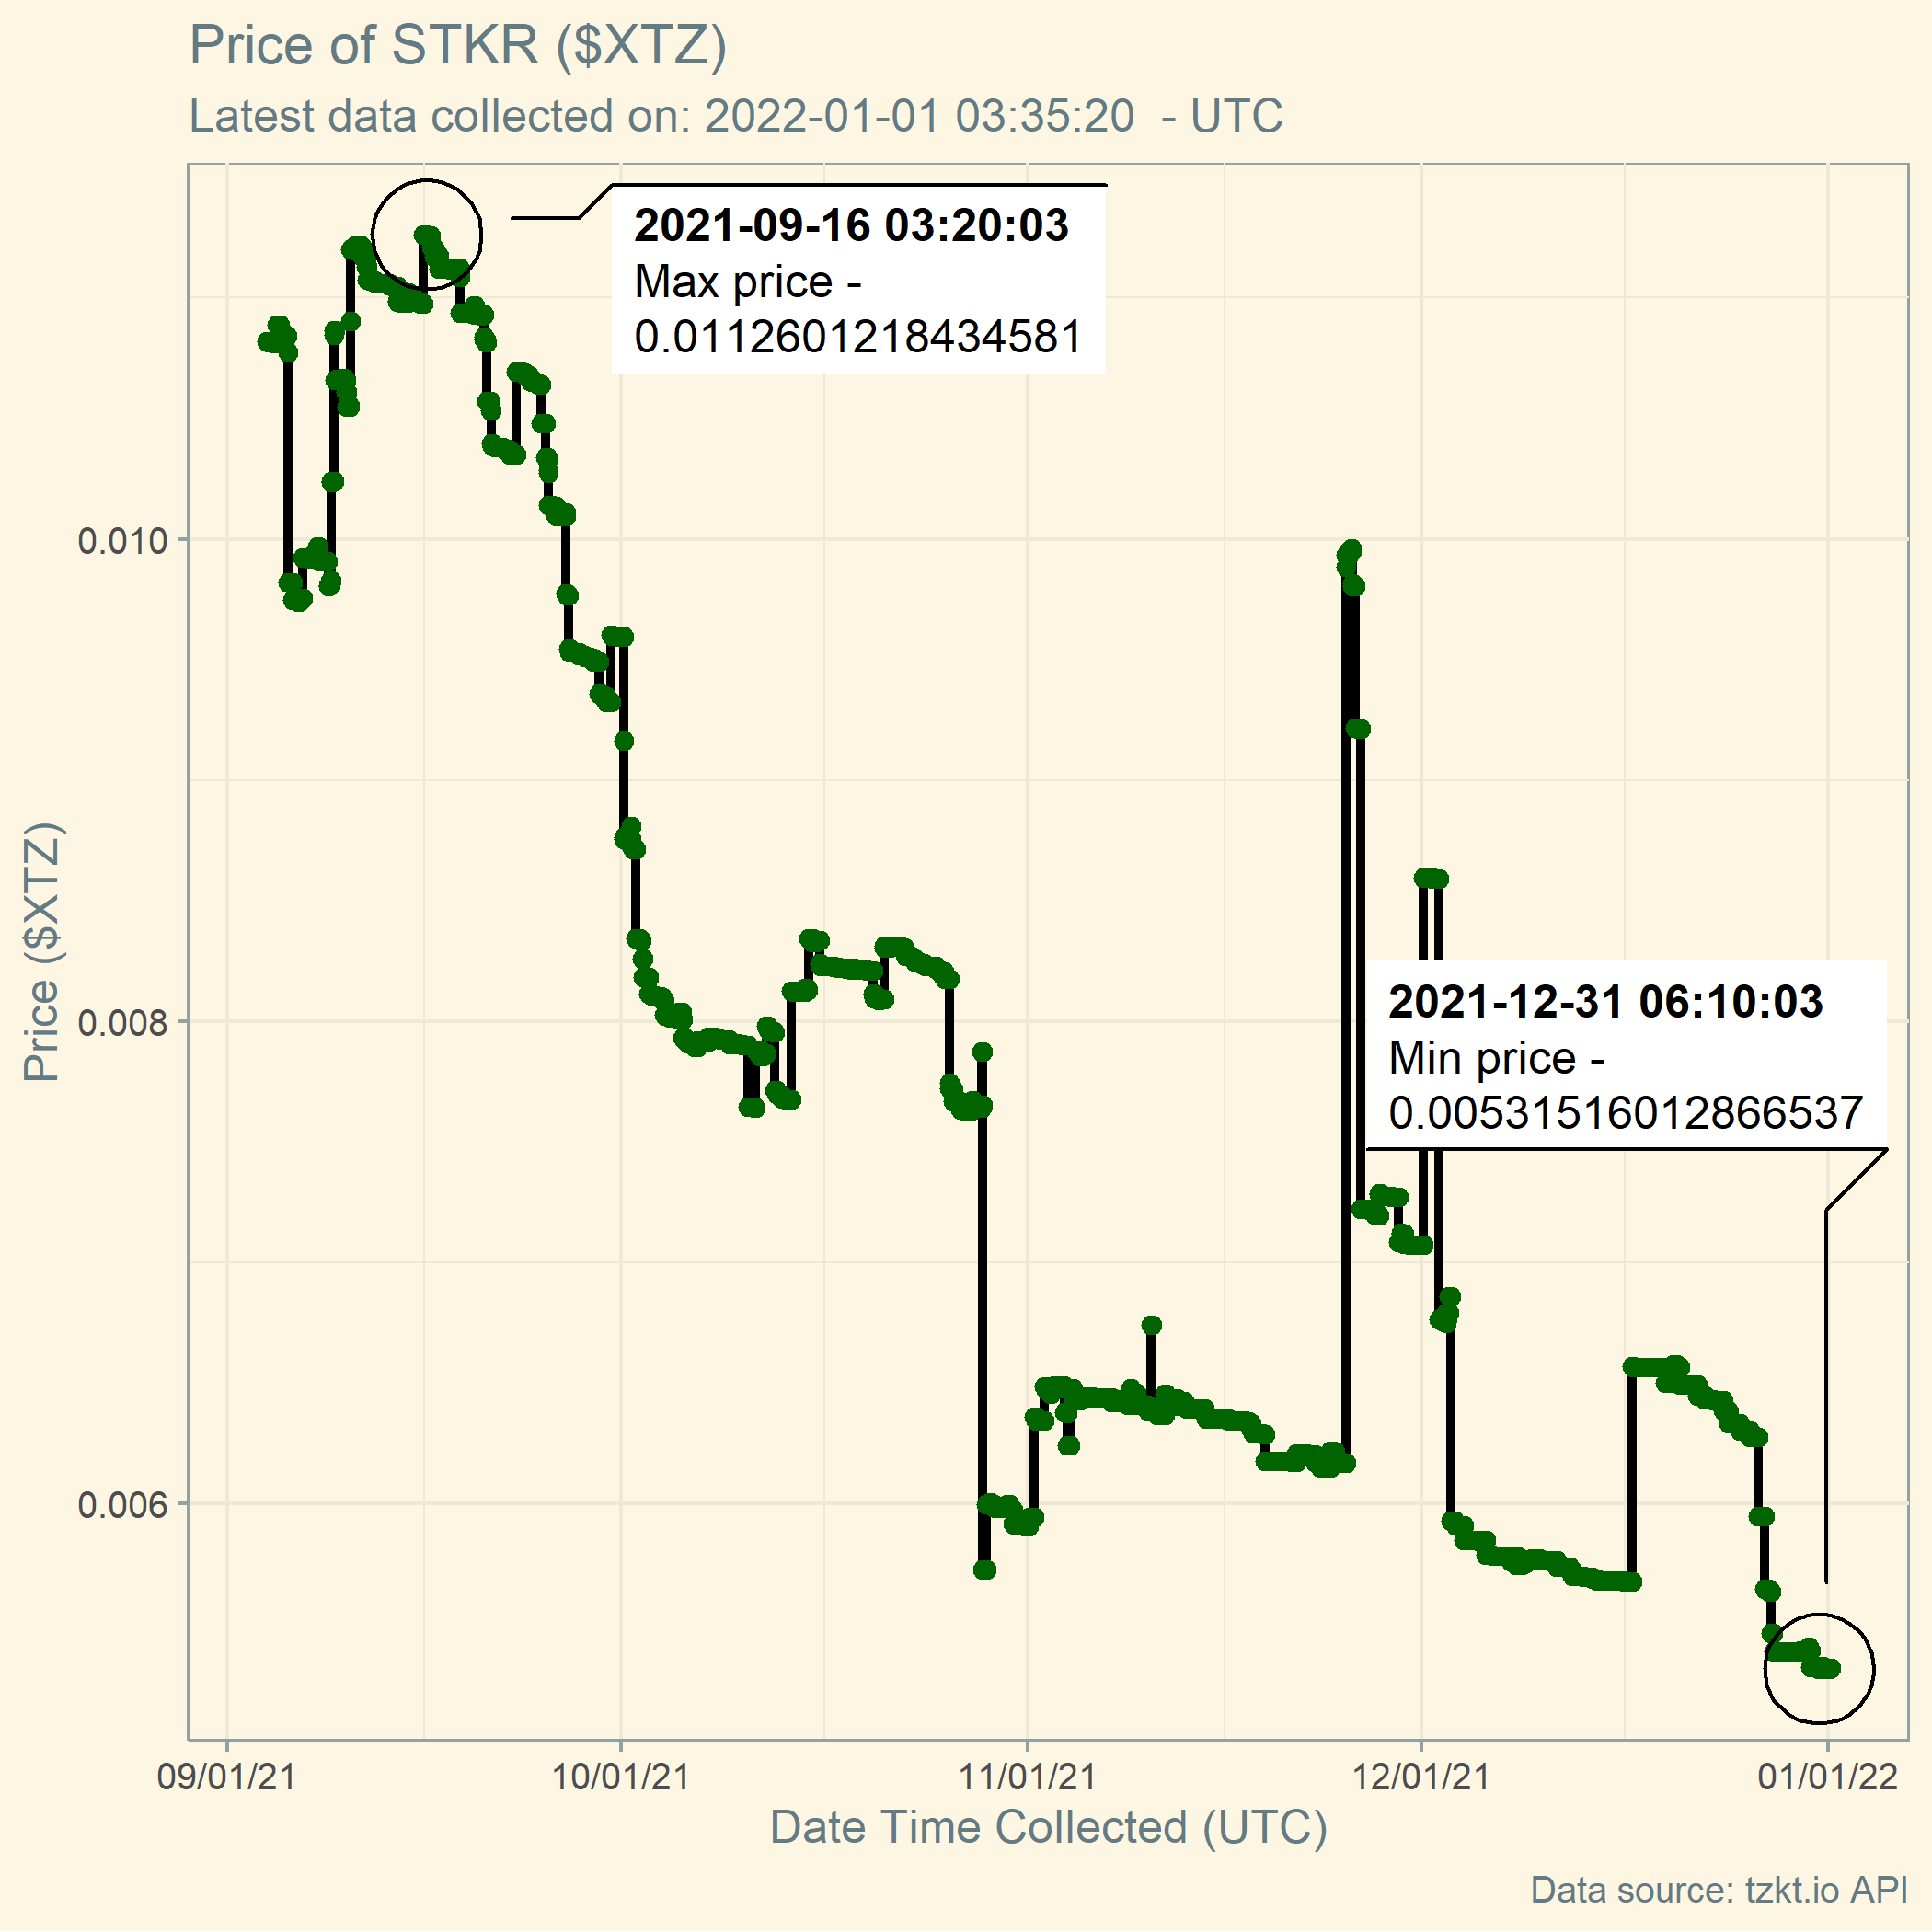 Price of STKR ($XTZ)
Latest data collected on: 2022-01-01 03:35:20  - UTC
2021-09-16 03:20:03
Max price -
0.01126012184​34581
0.010
Price ($XTZ)
0.008
2021-12-31 06:10:03
Min price -
0.005315516012866537
0.006
09/01/21
10/01/21
11/01/21
12/01/21
01/01/22
Date Time Collected (UTC)
Data source: tzkt.io API